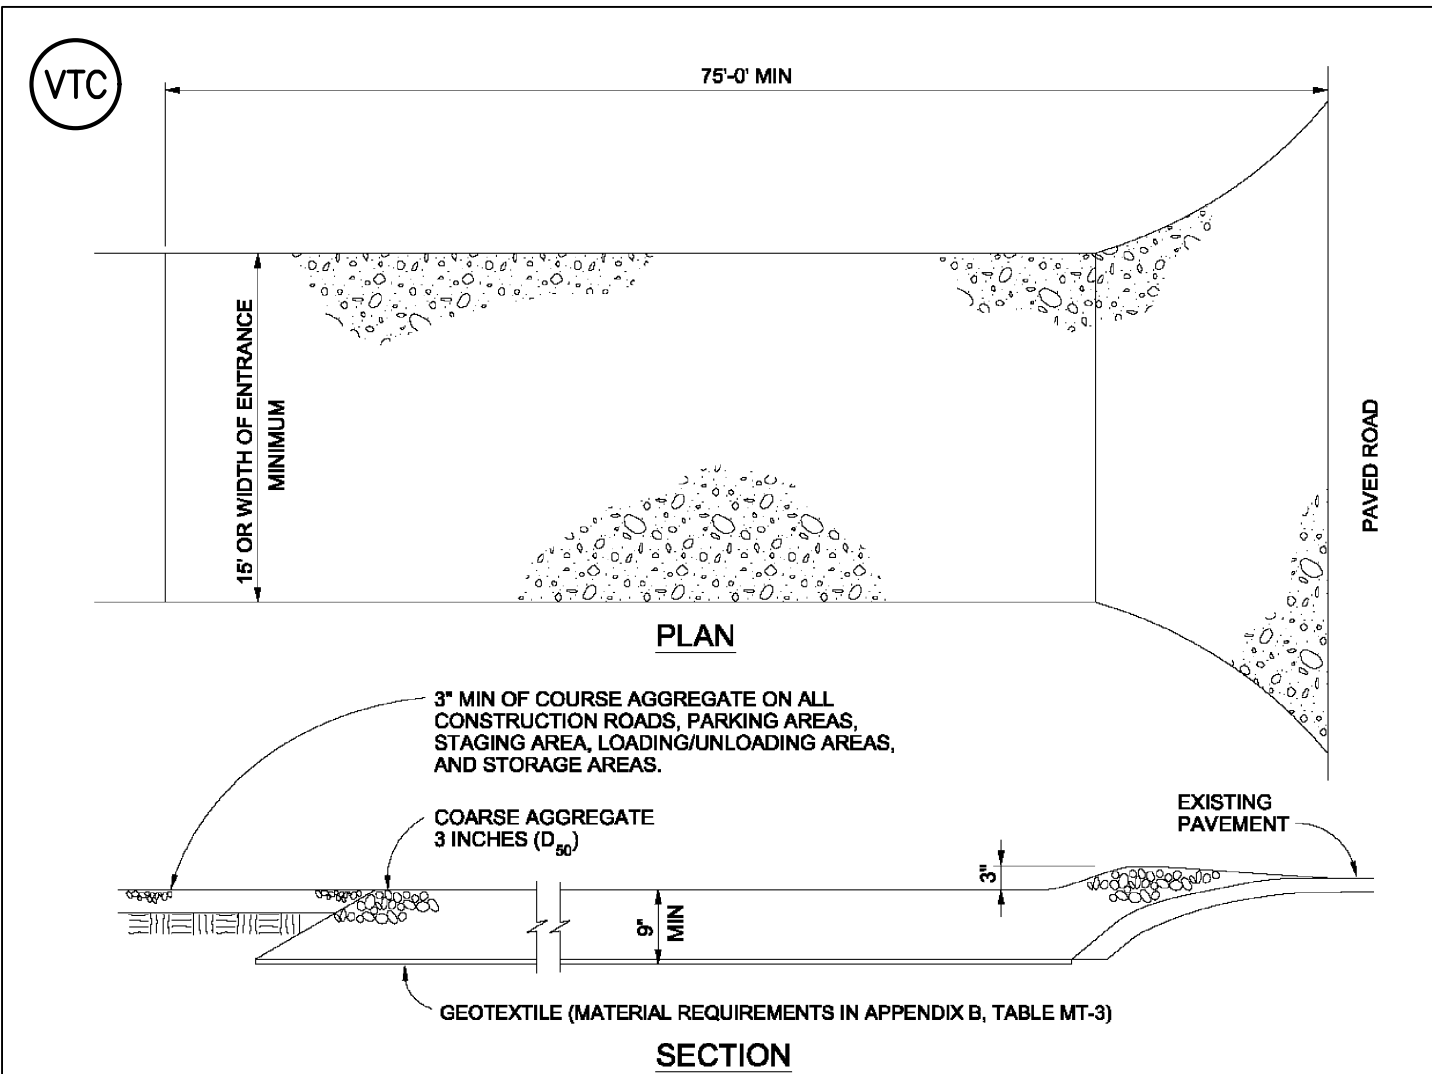 VTC
75'-0' MIN
15' OR WIDTH OF ENTRANCE
MINIMUM
PAVED ROAD
PLAN
3" MIN OF COURSE AGGREGATE ON ALL
CONSTRUCTION ROADS, PARKING AREAS,
STAGING AREA, LOADING/UNLOADING AREAS,
AND STORAGE AREAS.
COARSE AGGREGATE
3 INCHES (D50)
EXISTING
PAVEMENT
3"
9"
MIN
GEOTEXTILE (MATERIAL REQUIREMENTS IN APPENDIX B, TABLE MT-3)
SECTION